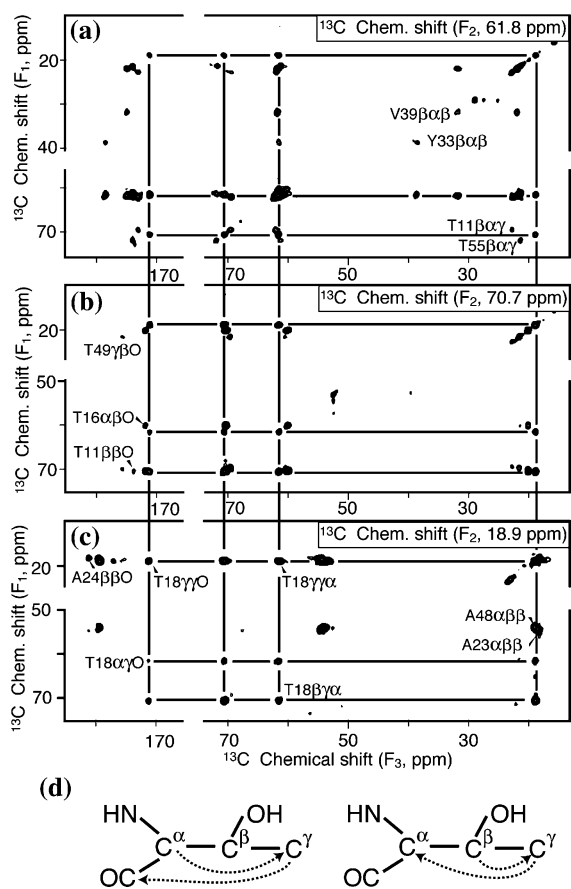 (a)
¹³C Chem. shift (F₂, 61.8 ppm)
¹³C Chem. shift (F₁, ppm)
20
40
70
V39βαβ
Y33βαβ
T11βαγ
T55βαγ
170
70
50
30
(b)
¹³C Chem. shift (F₂, 70.7 ppm)
¹³C Chem. shift (F₁, ppm)
20
50
70
T49γβO
T16αβO
T11ββO
170
70
50
30
(c)
¹³C Chem. shift (F₂, 18.9 ppm)
¹³C Chem. shift (F₁, ppm)
20
50
70
A24ββO
T18γγO
T18γγα
A48αββ
A23αββ
T18αγO
T18βγα
170
70
50
30
¹³C Chemical shift (F₃, ppm)
(d)
HN OH
Cα Cβ Cγ
OC
HN OH
Cα Cβ Cγ
OC